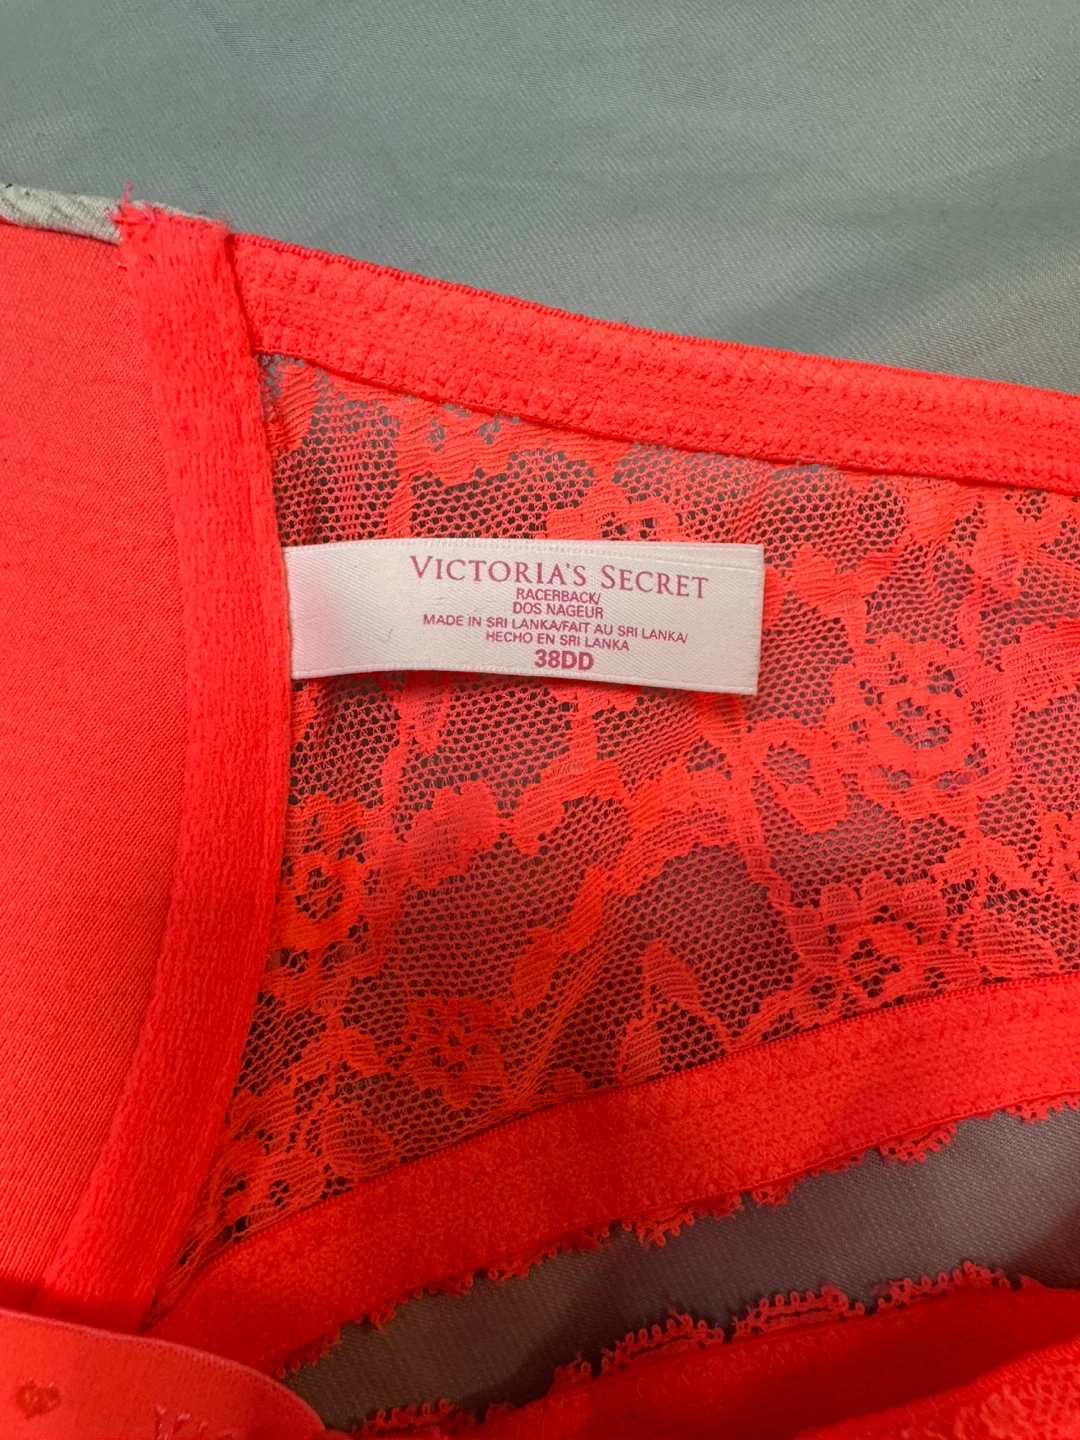 VICTORIA'S SECRET
RACERBACK/
DOS NAGEUR
MADE IN SRI LANKA/FAIT AU SRI LANKA/
HECHO EN SRI LANKA
38DD